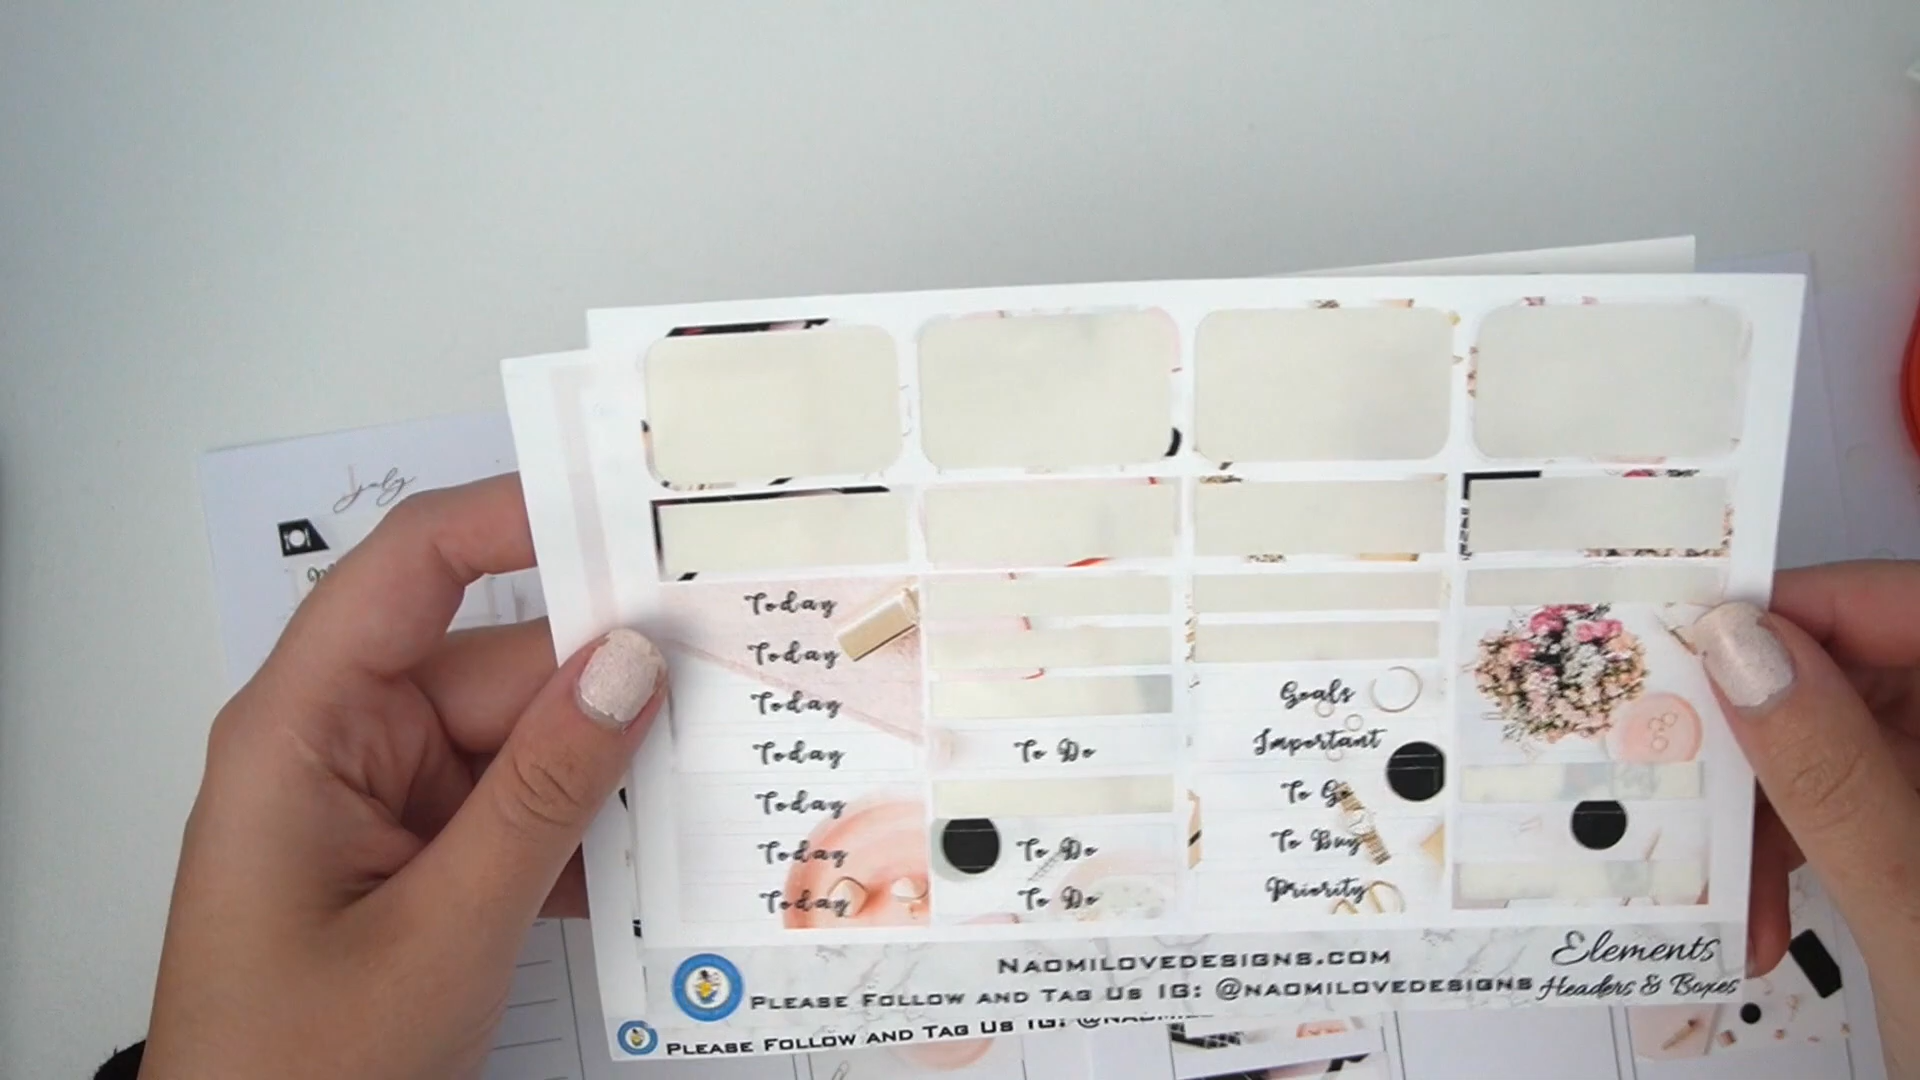 July
Today
Today
Today
Today
Today
Today
Today
To Do
To Do
To Do
Goals
Important
To Go
To Buy
Priority
NAOMILOVEDESIGNS.COM
PLEASE FOLLOW AND TAG US IG: @NAOMILOVEDESIGNS
Elements
Headers & Boxes
PLEASE FOLLOW AND TAG US IG: